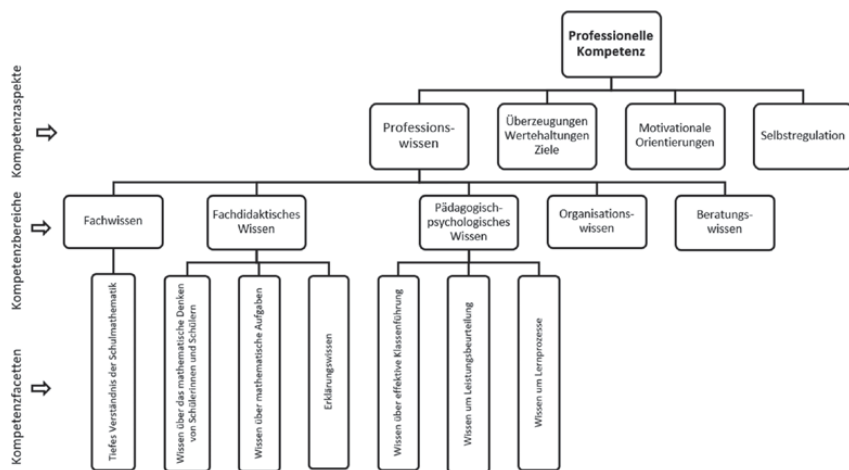 Professionelle
Kompetenz
Kompetenzaspekte
Professions-
wissen
Überzeugungen
Wertehaltungen
Ziele
Motivationale
Orientierungen
Selbstregulation
Kompetenzbereiche
Fachwissen
Fachdidaktisches
Wissen
Pädagogisch-
psychologisches
Wissen
Organisations-
wissen
Beratungs-
wissen
Kompetenzfacetten
Tiefes Verständnis der Schulmathematik
Wissen über das mathematische Denken
von Schülerinnen und Schülern
Wissen über mathematische Aufgaben
Erklärungswissen
Wissen über effektive Klassenführung
Wissen um Leistungsbeurteilung
Wissen um Lernprozesse